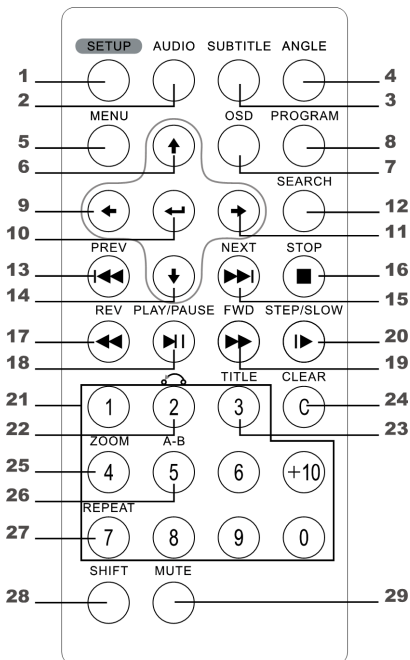 SETUP AUDIO SUBTITLE ANGLE
1 4
2 3
MENU OSD PROGRAM
5 8
6 7
SEARCH
9 12
10 11
PREV NEXT STOP
13 16
14 15
REV PLAY/PAUSE FWD STEP/SLOW
17 20
18 19
TITLE CLEAR
21 1 2 3 C 24
22 23
ZOOM A-B
25 4 5 6 +10
26
REPEAT
27 7 8 9 0
SHIFT MUTE
28 29